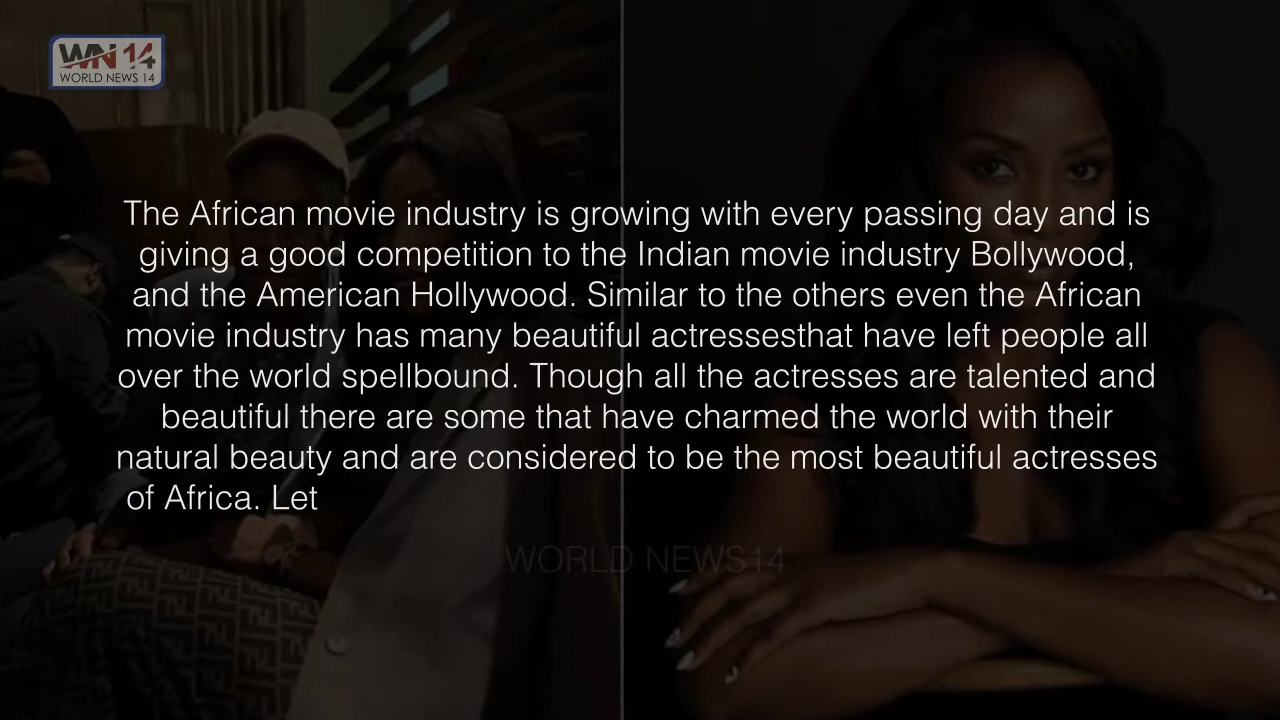 WN 14
WORLD NEWS 14
The African movie industry is growing with every passing day and is
giving a good competition to the Indian movie industry Bollywood,
and the American Hollywood. Similar to the others even the African
movie industry has many beautiful actressesthat have left people all
over the world spellbound. Though all the actresses are talented and
beautiful there are some that have charmed the world with their
natural beauty and are considered to be the most beautiful actresses
of Africa. Let
WORLD NEWS14